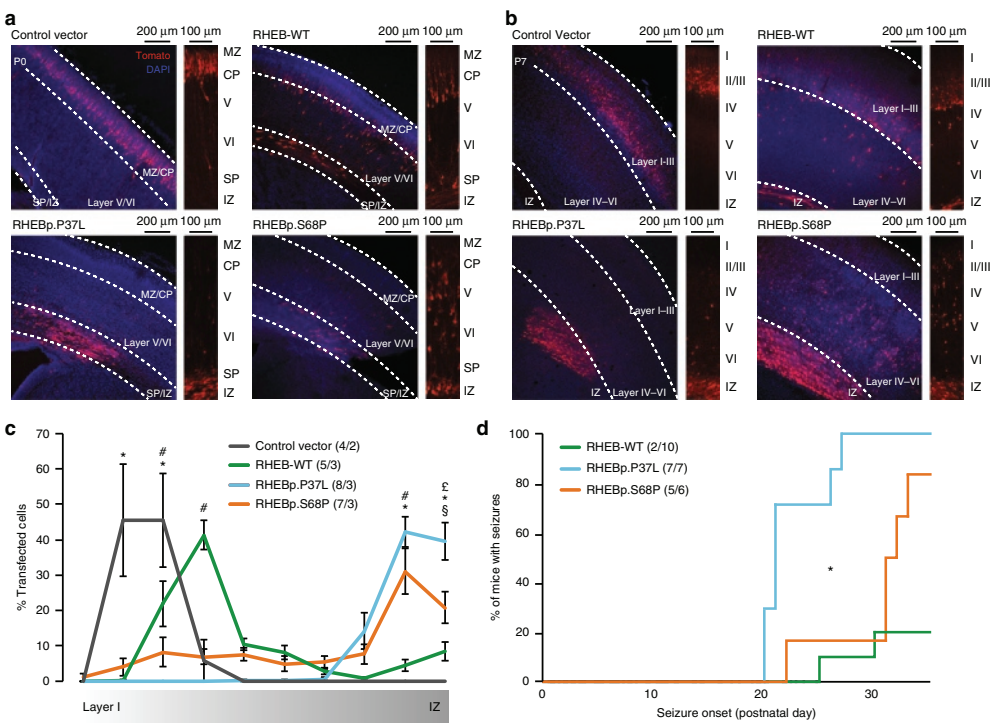 a
Control vector
200 µm 100 µm
Tomato
DAPI
P0
MZ/CP
SP/IZ
Layer V/VI
MZ
CP
V
VI
SP
IZ
RHEB-WT
200 µm 100 µm
MZ/CP
Layer V/VI
SP/IZ
MZ
CP
V
VI
SP
IZ
RHEBp.P37L
200 µm 100 µm
MZ/CP
Layer V/VI
SP/IZ
MZ
CP
V
VI
SP
IZ
RHEBp.S68P
200 µm 100 µm
MZ/CP
Layer V/VI
SP/IZ
MZ
CP
V
VI
SP
IZ
b
Control Vector
200 µm 100 µm
P7
Layer I-III
IZ
Layer IV–VI
I
II/III
IV
V
VI
IZ
RHEB-WT
200 µm 100 µm
Layer I–III
IZ
Layer IV–VI
I
II/III
IV
V
VI
IZ
RHEBp.P37L
200 µm 100 µm
Layer I–III
IZ
Layer IV–VI
I
II/III
IV
V
VI
IZ
RHEBp.S68P
200 µm 100 µm
Layer I–III
IZ
Layer IV–VI
I
II/III
IV
V
VI
IZ
c
% Transfected cells
70
60
50
40
30
20
10
0
Control vector (4/2)
RHEB-WT (5/3)
RHEBp.P37L (8/3)
RHEBp.S68P (7/3)
*
#
*
#
#
*
£
*
§
Layer I
IZ
d
% of mice with seizures
100
80
60
40
20
0
RHEB-WT (2/10)
RHEBp.P37L (7/7)
RHEBp.S68P (5/6)
*
0
10
20
30
Seizure onset (postnatal day)